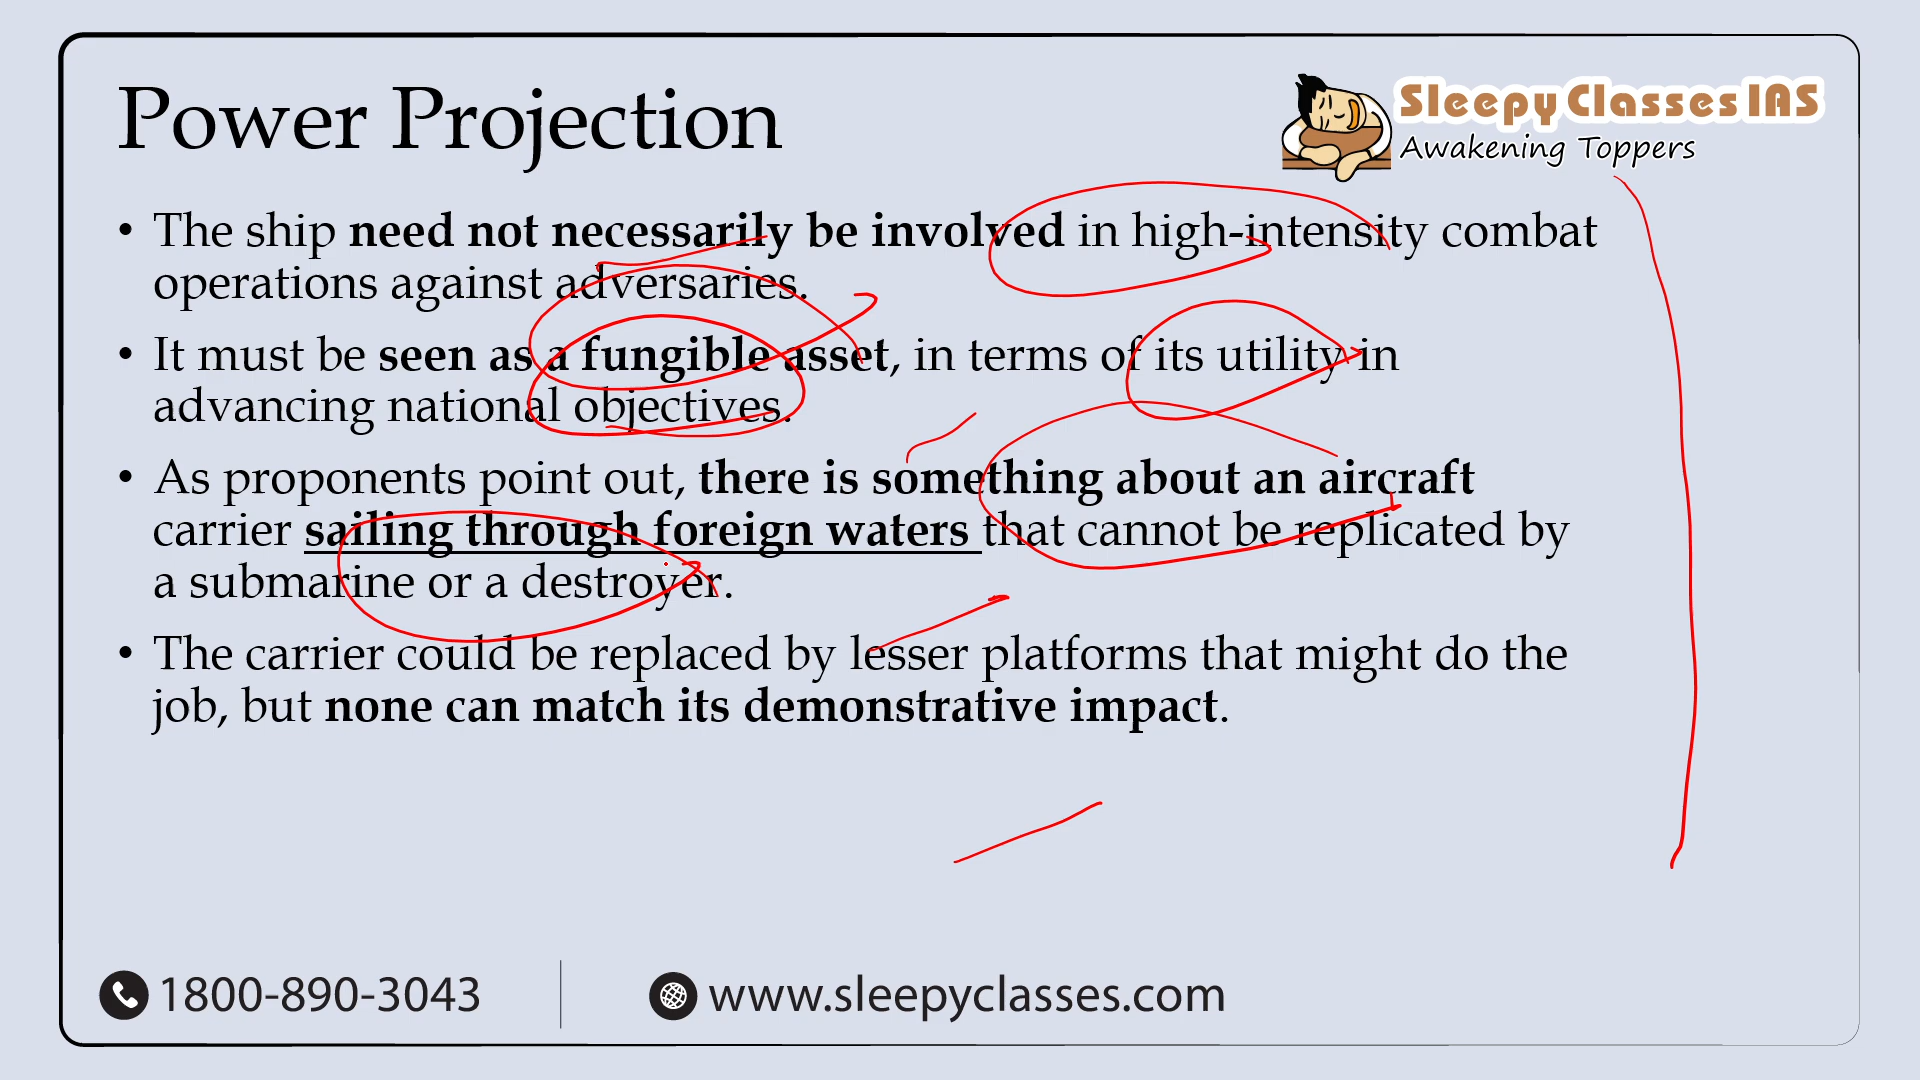 Power Projection
Sleepy Classes IAS
Awakening Toppers
• The ship need not necessarily be involved in high-intensity combat
operations against adversaries.
• It must be seen as a fungible asset, in terms of its utility in
advancing national objectives.
• As proponents point out, there is something about an aircraft
carrier sailing through foreign waters that cannot be replicated by
a submarine or a destroyer.
• The carrier could be replaced by lesser platforms that might do the
job, but none can match its demonstrative impact.
1800-890-3043
www.sleepyclasses.com